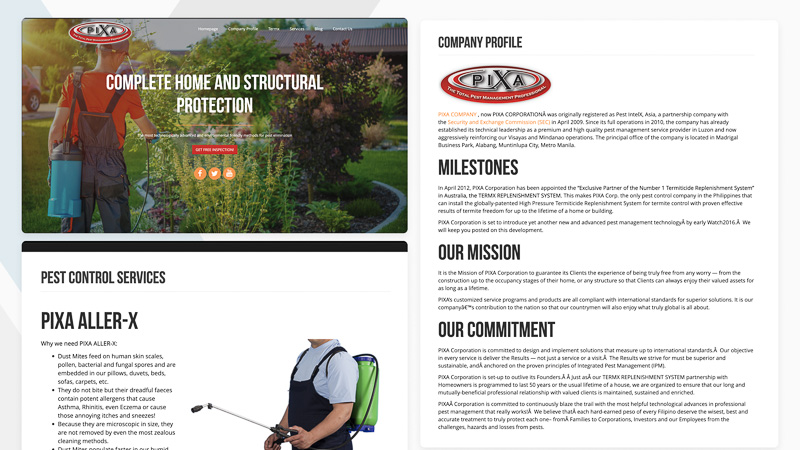 PIXA
THE TOTAL PEST MANAGEMENT PROFESSIONAL
Homepage Company Profile Terms Services Blog Contact Us
COMPLETE HOME AND STRUCTURAL
PROTECTION
The most technologically advanced and environmental friendly methods for pest elimination
GET FREE INSPECTION!
PEST CONTROL SERVICES
PIXA ALLER-X
Why we need PIXA ALLER-X:
• Dust Mites feed on human skin scales,
pollen, bacterial and fungal spores and are
embedded in our pillows, duvets, beds,
sofas, carpets, etc.
• They do not bite but their dreadful faeces
contain potent allergens that cause
Asthma, Rhinitis, even Eczema or cause
those annoying itches and sneezes!
• Because they are microscopic in size, they
are not removed by even the most zealous
cleaning methods.
• Dust Mites populate faster in our humid
COMPANY PROFILE
PIXA
THE TOTAL PEST MANAGEMENT PROFESSIONAL
PIXA COMPANY , now PIXA CORPORATIONÂ was originally registered as Pest IntelX, Asia, a partnership company with
the Security and Exchange Commission (SEC) in April 2009. Since its full operations in 2010, the company has already
established its technical leadership as a premium and high quality pest management service provider in Luzon and now
aggressively reinforcing our Visayas and Mindanao operations. The principal office of the company is located in Madrigal
Business Park, Alabang, Muntinlupa City, Metro Manila.
MILESTONES
In April 2012, PIXA Corporation has been appointed the "Exclusive Partner of the Number 1 Termiticide Replenishment System"
in Australia, the TERMX REPLENISHMENT SYSTEM. This makes PIXA Corp. the only pest control company in the Philippines that
can install the globally-patented High Pressure Termiticide Replenishment System for termite control with proven effective
results of termite freedom for up to the lifetime of a home or building.
PIXA Corporation is set to introduce yet another new and advanced pest management technologyÂ by early Watch2016.Â We
will keep you posted on this development.
OUR MISSION
It is the Mission of PIXA Corporation to guarantee its Clients the experience of being truly free from any worry — from the
construction up to the occupancy stages of their home, or any structure so that Clients can always enjoy their valued assets for
as long as a lifetime.
PIXA's customized service programs and products are all compliant with international standards for superior solutions. It is our
companyâ€™s contribution to the nation so that our countrymen will also enjoy what truly global is all about.
OUR COMMITMENT
PIXA Corporation is committed to design and implement solutions that measure up to international standards.Â Our objective
in every service is deliver the Results — not just a service or a visit.Â The Results we strive for must be superior and
sustainable, andÂ anchored on the proven principles of Integrated Pest Management (IPM).
PIXA Corporation is set-up to outlive its Founders.Â Â Just asÂ our TERMX REPLENISHMENT SYSTEM partnership with
Homeowners is programmed to last 50 years or the usual lifetime of a house, we are organized to ensure that our long and
mutually-beneficial professional relationship with valued clients is maintained, sustained and enriched.
PIXAÂ Corporation is committed to continuously blaze the trail with the most helpful technological advances in professional
pest management that really works!Â We believe thatÂ each hard-earned peso of every Filipino deserve the wisest, best and
accurate treatment to truly protect each one– fromÂ Families to Corporations, Investors and our Employees from the
challenges, hazards and losses from pests.